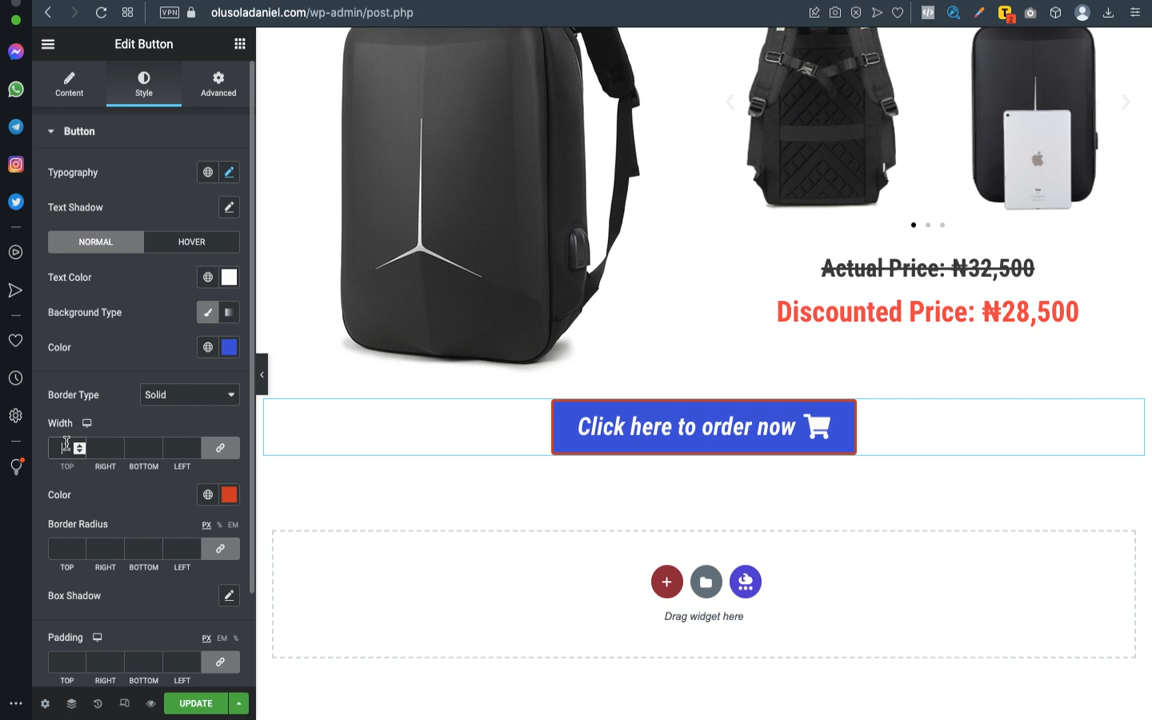 VPN olusoladaniel.com/wp-admin/post.php
2
Edit Button
Content Style Advanced
Button
Typography
Text Shadow
NORMAL HOVER
Text Color
Background Type
Color
Border Type Solid
Width
TOP RIGHT BOTTOM LEFT
Color
Border Radius PX % EM
TOP RIGHT BOTTOM LEFT
Box Shadow
Padding PX EM %
TOP RIGHT BOTTOM LEFT
UPDATE
Actual Price: ₦32,500
Discounted Price: ₦28,500
Click here to order now
Drag widget here